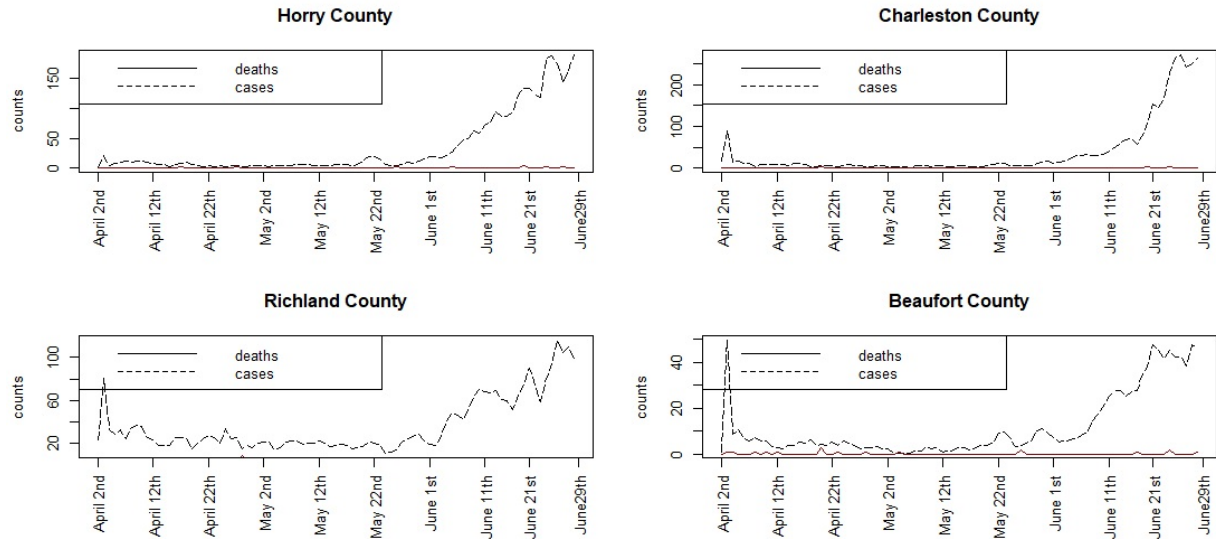 Horry County
counts
150
50
0
deaths
cases
April 2nd
April 12th
April 22th
May 2nd
May 12th
May 22nd
June 1st
June 11th
June 21st
June29th
Charleston County
counts
200
100
0
deaths
cases
April 2nd
April 12th
April 22th
May 2nd
May 12th
May 22nd
June 1st
June 11th
June 21st
June29th
Richland County
counts
100
60
20
deaths
cases
April 2nd
April 12th
April 22th
May 2nd
May 12th
May 22nd
June 1st
June 11th
June 21st
June29th
Beaufort County
counts
40
20
0
deaths
cases
April 2nd
April 12th
April 22th
May 2nd
May 12th
May 22nd
June 1st
June 11th
June 21st
June29th